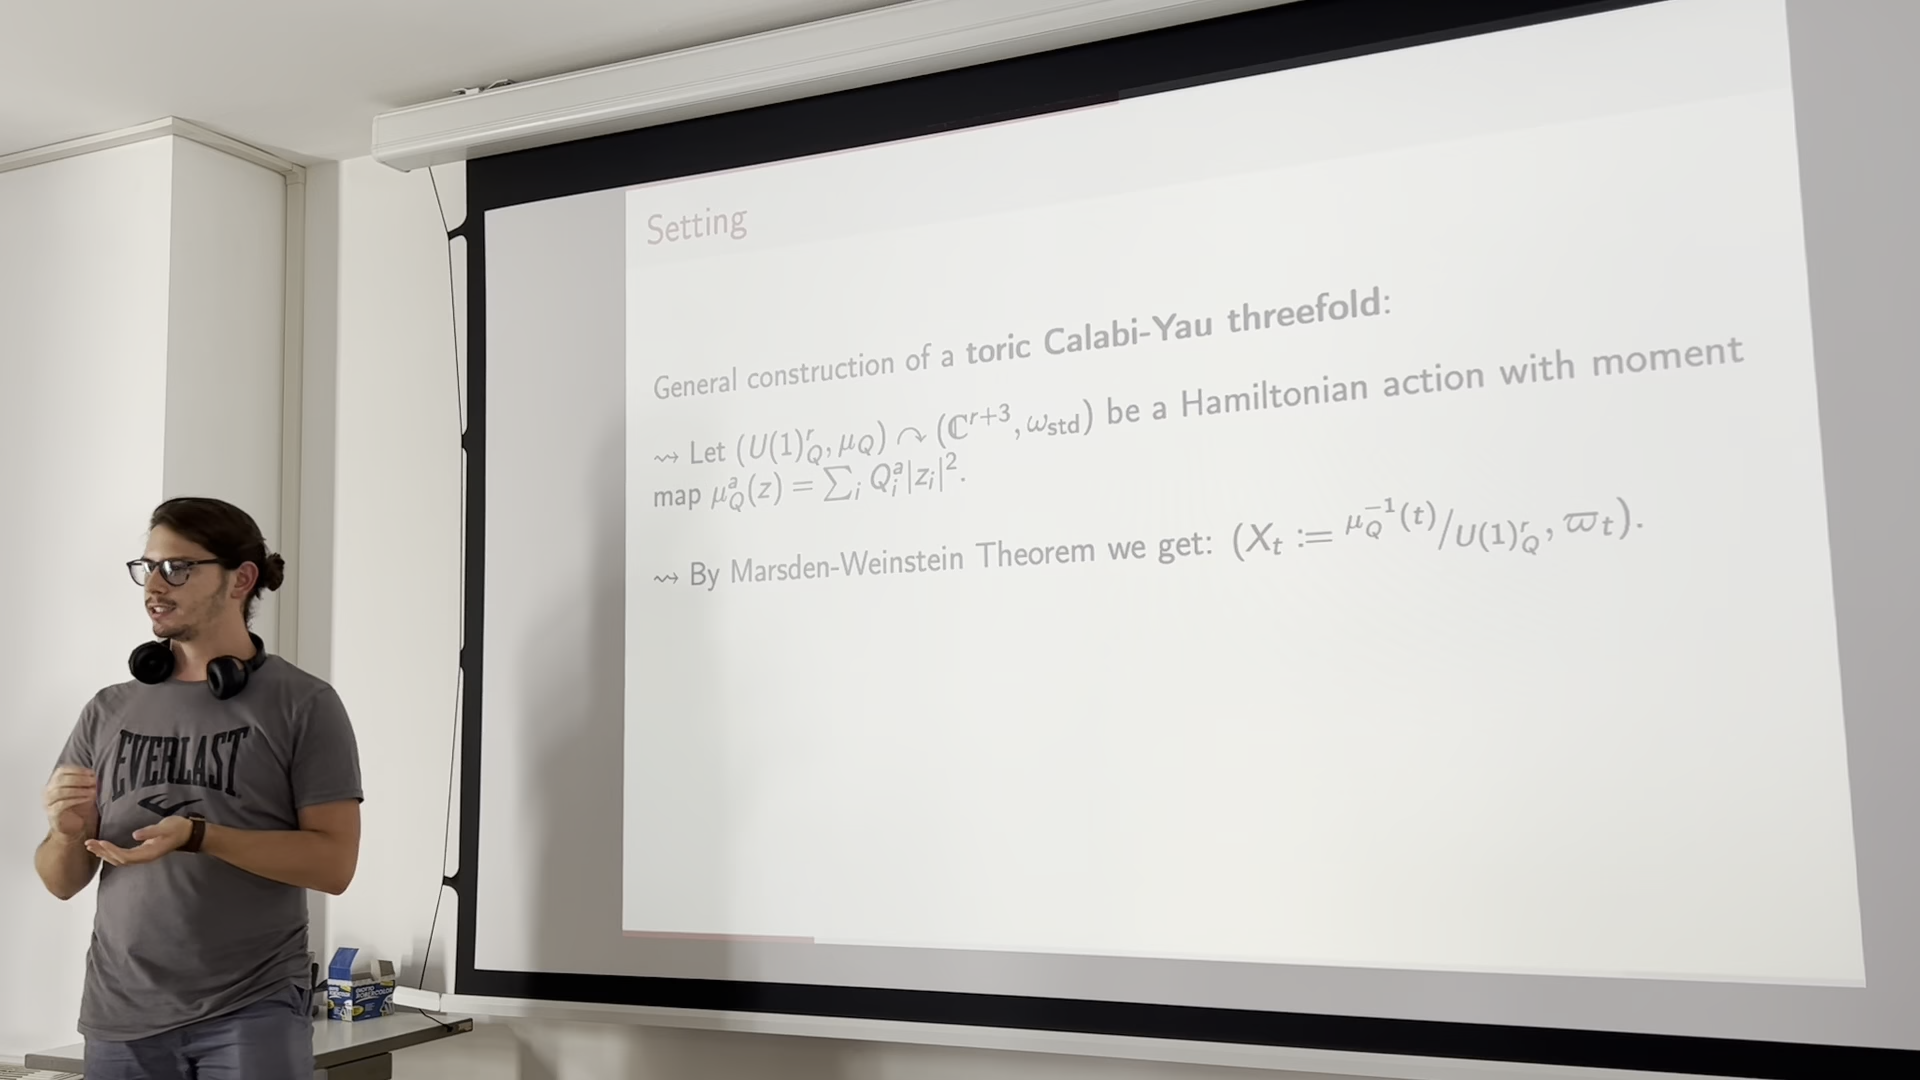 Setting
General construction of a toric Calabi-Yau threefold:
⇝ Let (U(1)^r_Q, μ_Q) ↷ (ℂ^{r+3}, ω_std) be a Hamiltonian action with moment
map μ^a_Q(z) = ∑_i Q^a_i |z_i|^2.
⇝ By Marsden-Weinstein Theorem we get: (X_t := μ_Q^{-1}(t)/U(1)^r_Q, ϖ_t).
EVERLAST